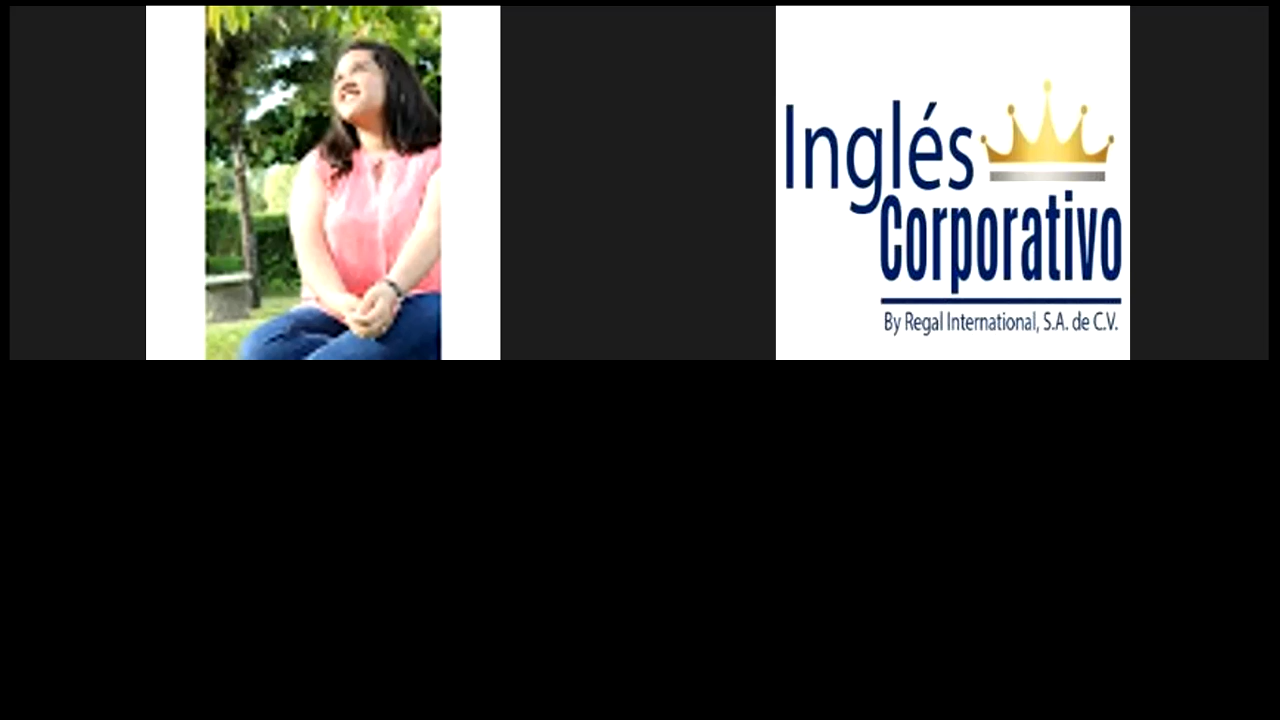 Inglés
Corporativo
By Regal International, S.A. de C.V.